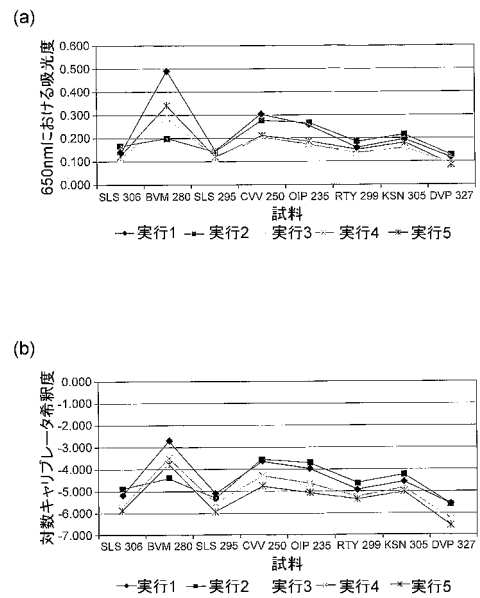 (a)
650nmにおける吸光度
0.600
0.500
0.400
0.300
0.200
0.100
0.000
SLS 306 BVM 280 SLS 295 CVV 250 OIP 235 RTY 299 KSN 305 DVP 327
試料
実行1 実行2 実行3 実行4 実行5
(b)
対数キャリブレータ希釈度
0.000
-1.000
-2.000
-3.000
-4.000
-5.000
-6.000
-7.000
SLS 306 BVM 280 SLS 295 CVV 250 OIP 235 RTY 299 KSN 305 DVP 327
試料
実行1 実行2 実行3 実行4 実行5